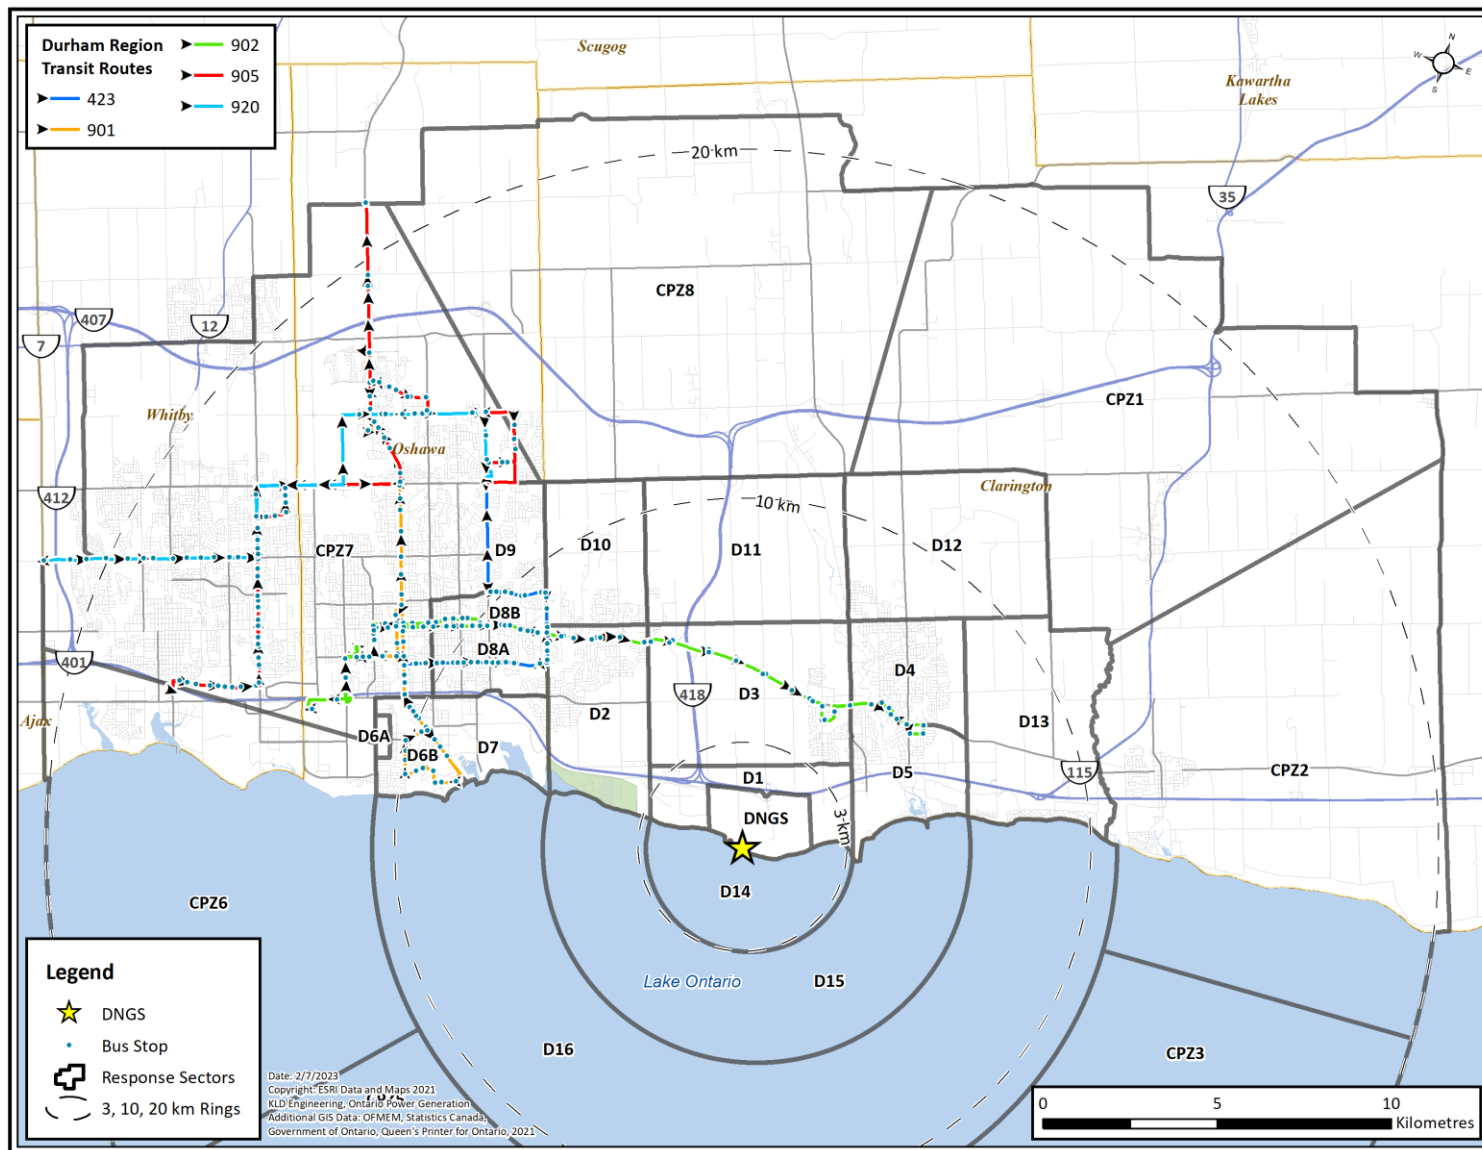 Durham Region
Transit Routes
423
901
902
905
920
Scugog
Kawartha
Lakes
N
W
E
S
20 km
35
CPZ8
407
12
7
CPZ1
Whitby
Oshawa
412
Clarington
10 km
CPZ7
D9
D10
D11
D12
D8B
D8A
401
D4
418
D3
D2
D13
Ajax
D6A
D6B
D7
D1
D5
115
CPZ2
DNGS
3-km
D14
CPZ6
Lake Ontario
D15
D16
CPZ3
Legend
DNGS
Bus Stop
Response Sectors
3, 10, 20 km Rings
Date: 2/7/2023
Copyright: ESRI Data and Maps 2021
KLD Engineering, Ontario Power Generation
Additional GIS Data: OFMEM, Statistics Canada,
Government of Ontario, Queen's Printer for Ontario, 2021
0 5 10
Kilometres